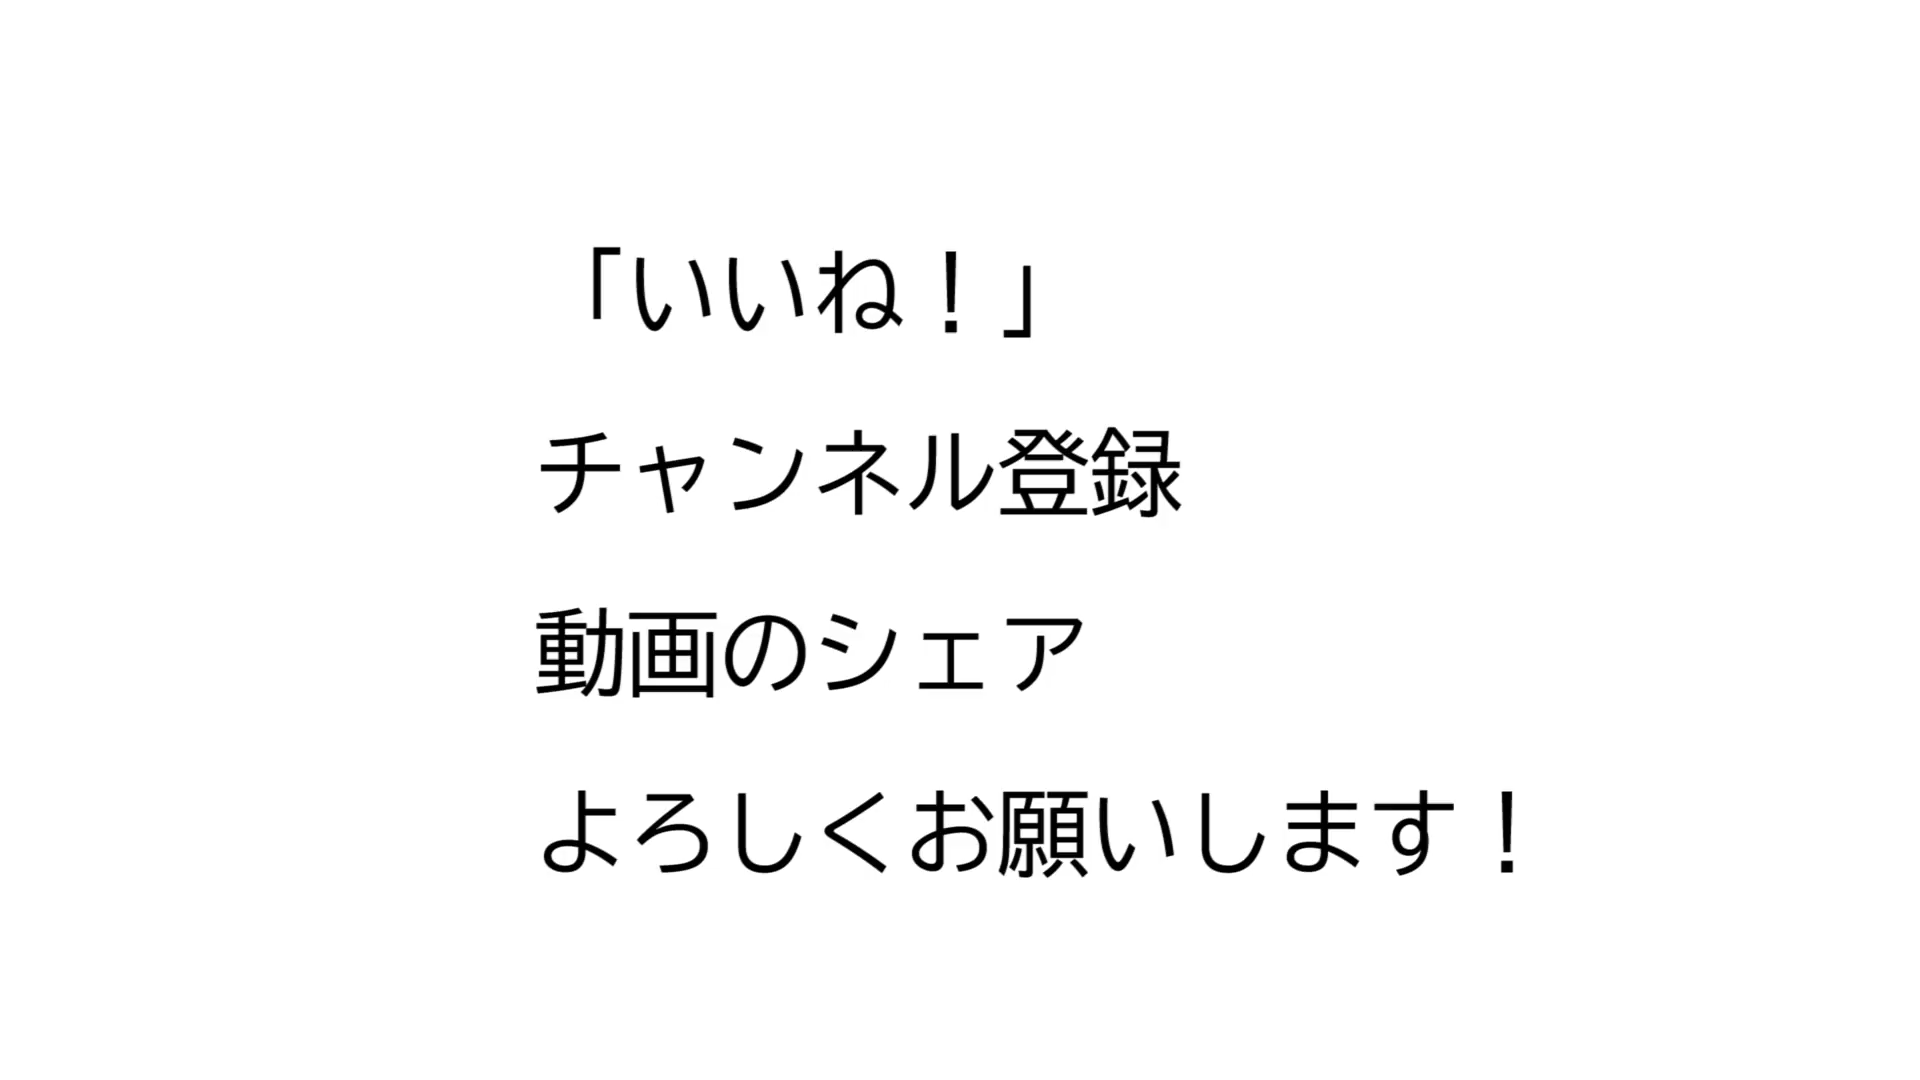 「いいね！」
チャンネル登録
動画のシェア
よろしくお願いします！